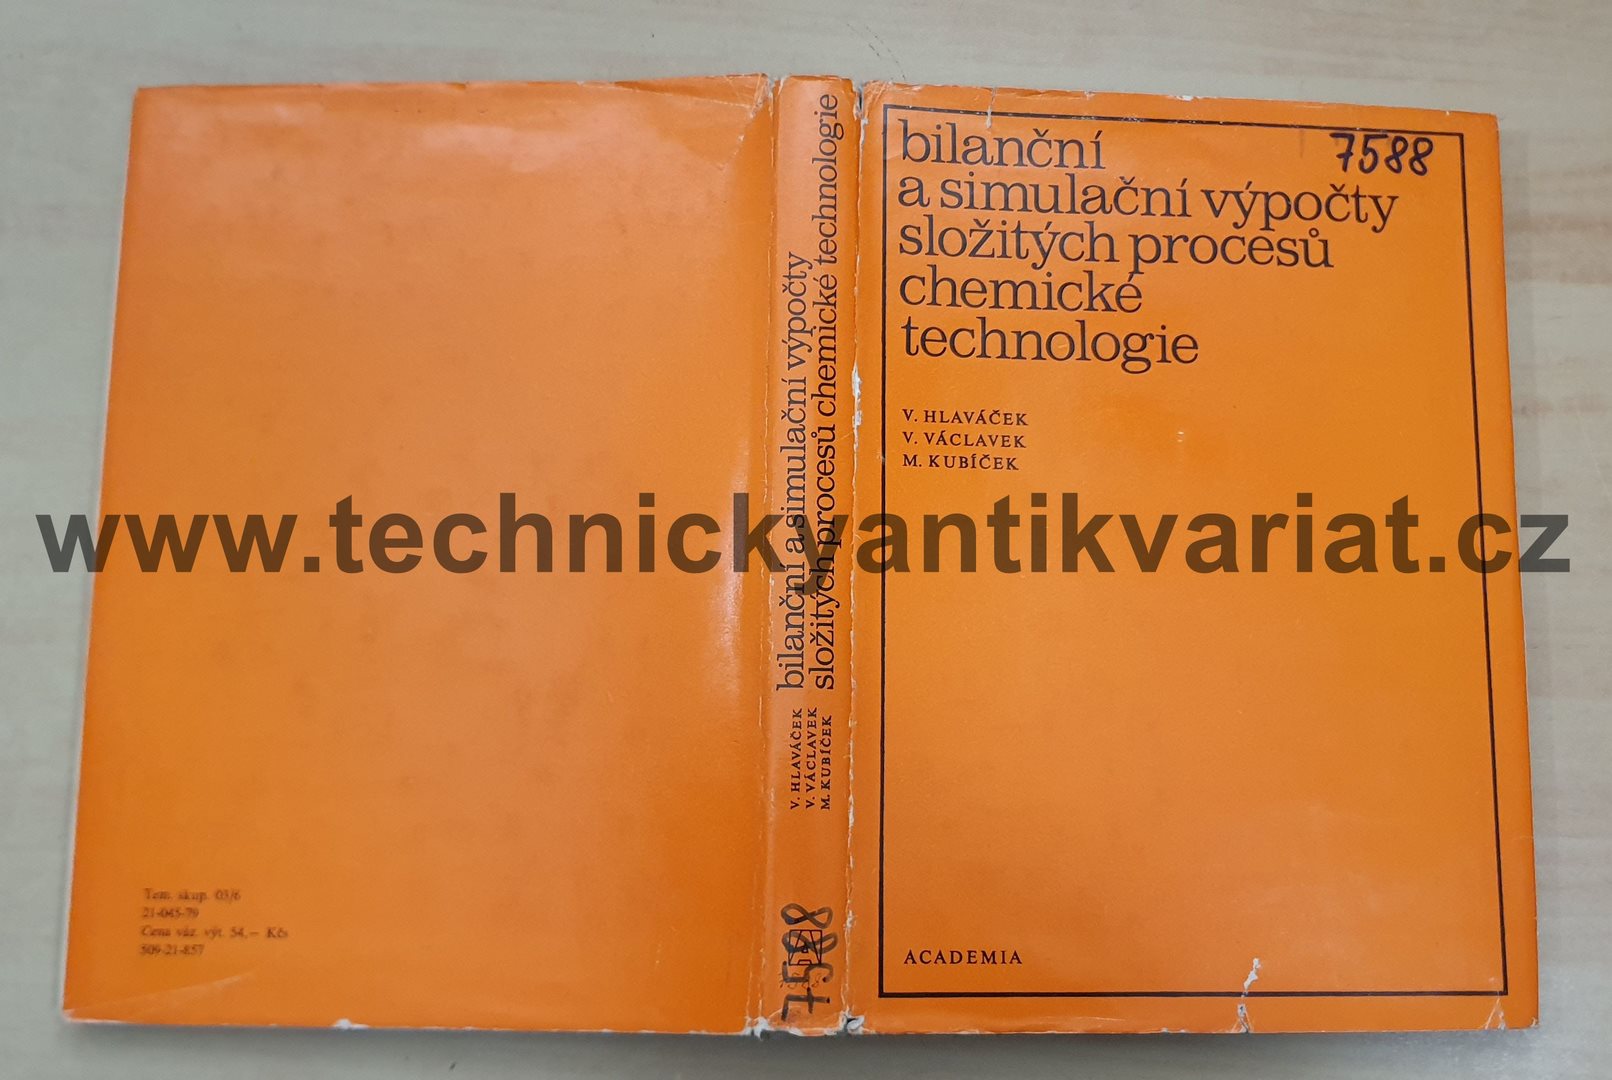 bilanční
a simulační výpočty
složitých procesů
chemické
technologie
7588
V. HLAVÁČEK
V. VÁCLAVEK
M. KUBÍČEK
ACADEMIA
bilanční a simulační výpočty
složitých procesů chemické technologie
V. HLAVÁČEK
V. VÁCLAVEK
M. KUBÍČEK
7588
7588
Tem. skup. 03/6
21-045-79
Cena váz. výt. 54,– Kčs
509-21-857
www.technickyantikvariat.cz